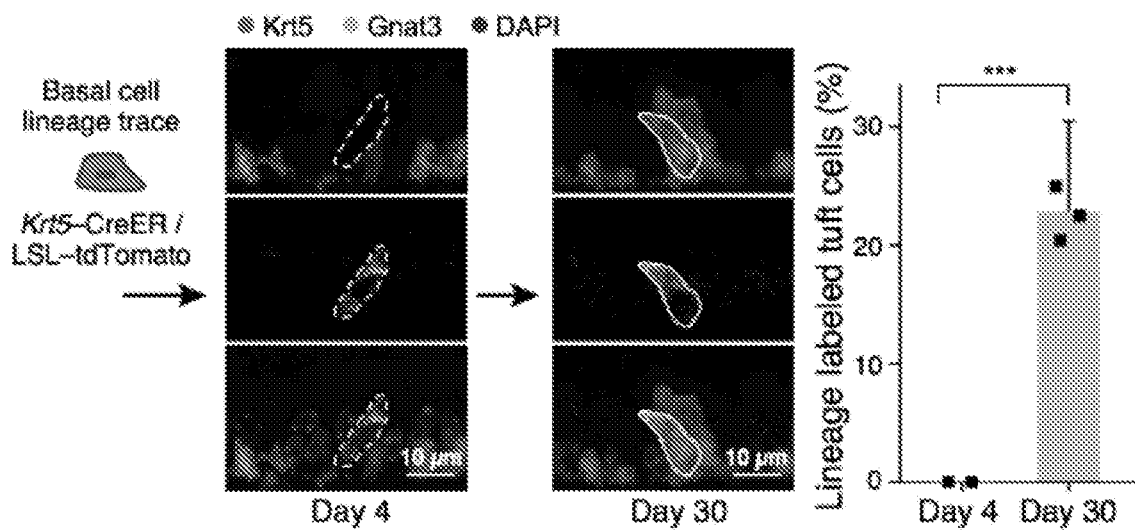 Krt5 Gnat3 DAPI
Basal cell
lineage trace
Krt5–CreER /
LSL–tdTomato
10 µm
10 µm
Day 4
Day 30
Lineage labeled tuft cells (%)
***
30
20
10
0
Day 4 Day 30